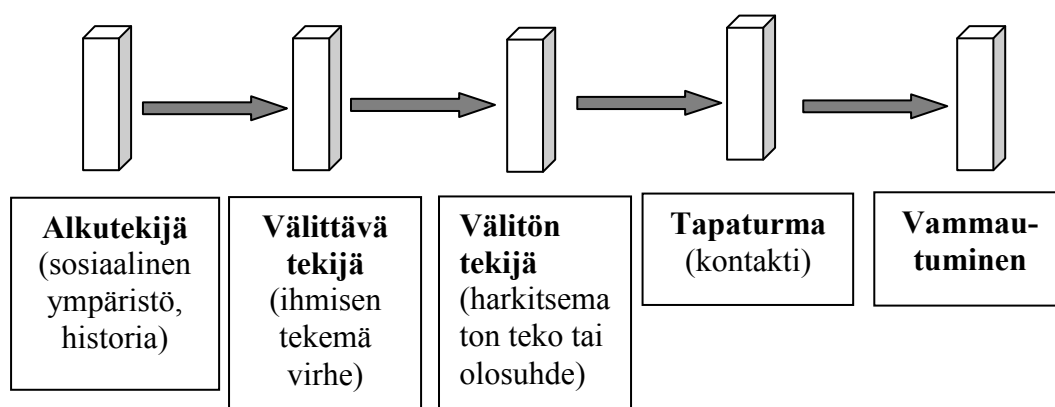 Alkutekijä
(sosiaalinen
ympäristö,
historia)
Välittävä
tekijä
(ihmisen
tekemä
virhe)
Välitön
tekijä
(harkitsema
ton teko tai
olosuhde)
Tapaturma
(kontakti)
Vammau-
tuminen